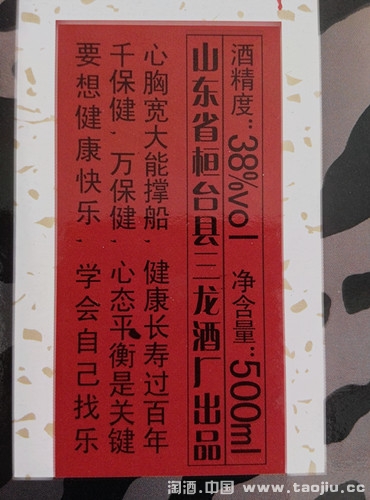 酒精度:38%vol 净含量:500ml
山东省桓台县三龙酒厂出品
心胸宽大能撑船,健康长寿过百年
千保健,万保健,心态平衡是关键
要想健康快乐,学会自己找乐
淘酒.中国 www.taojiu.cc